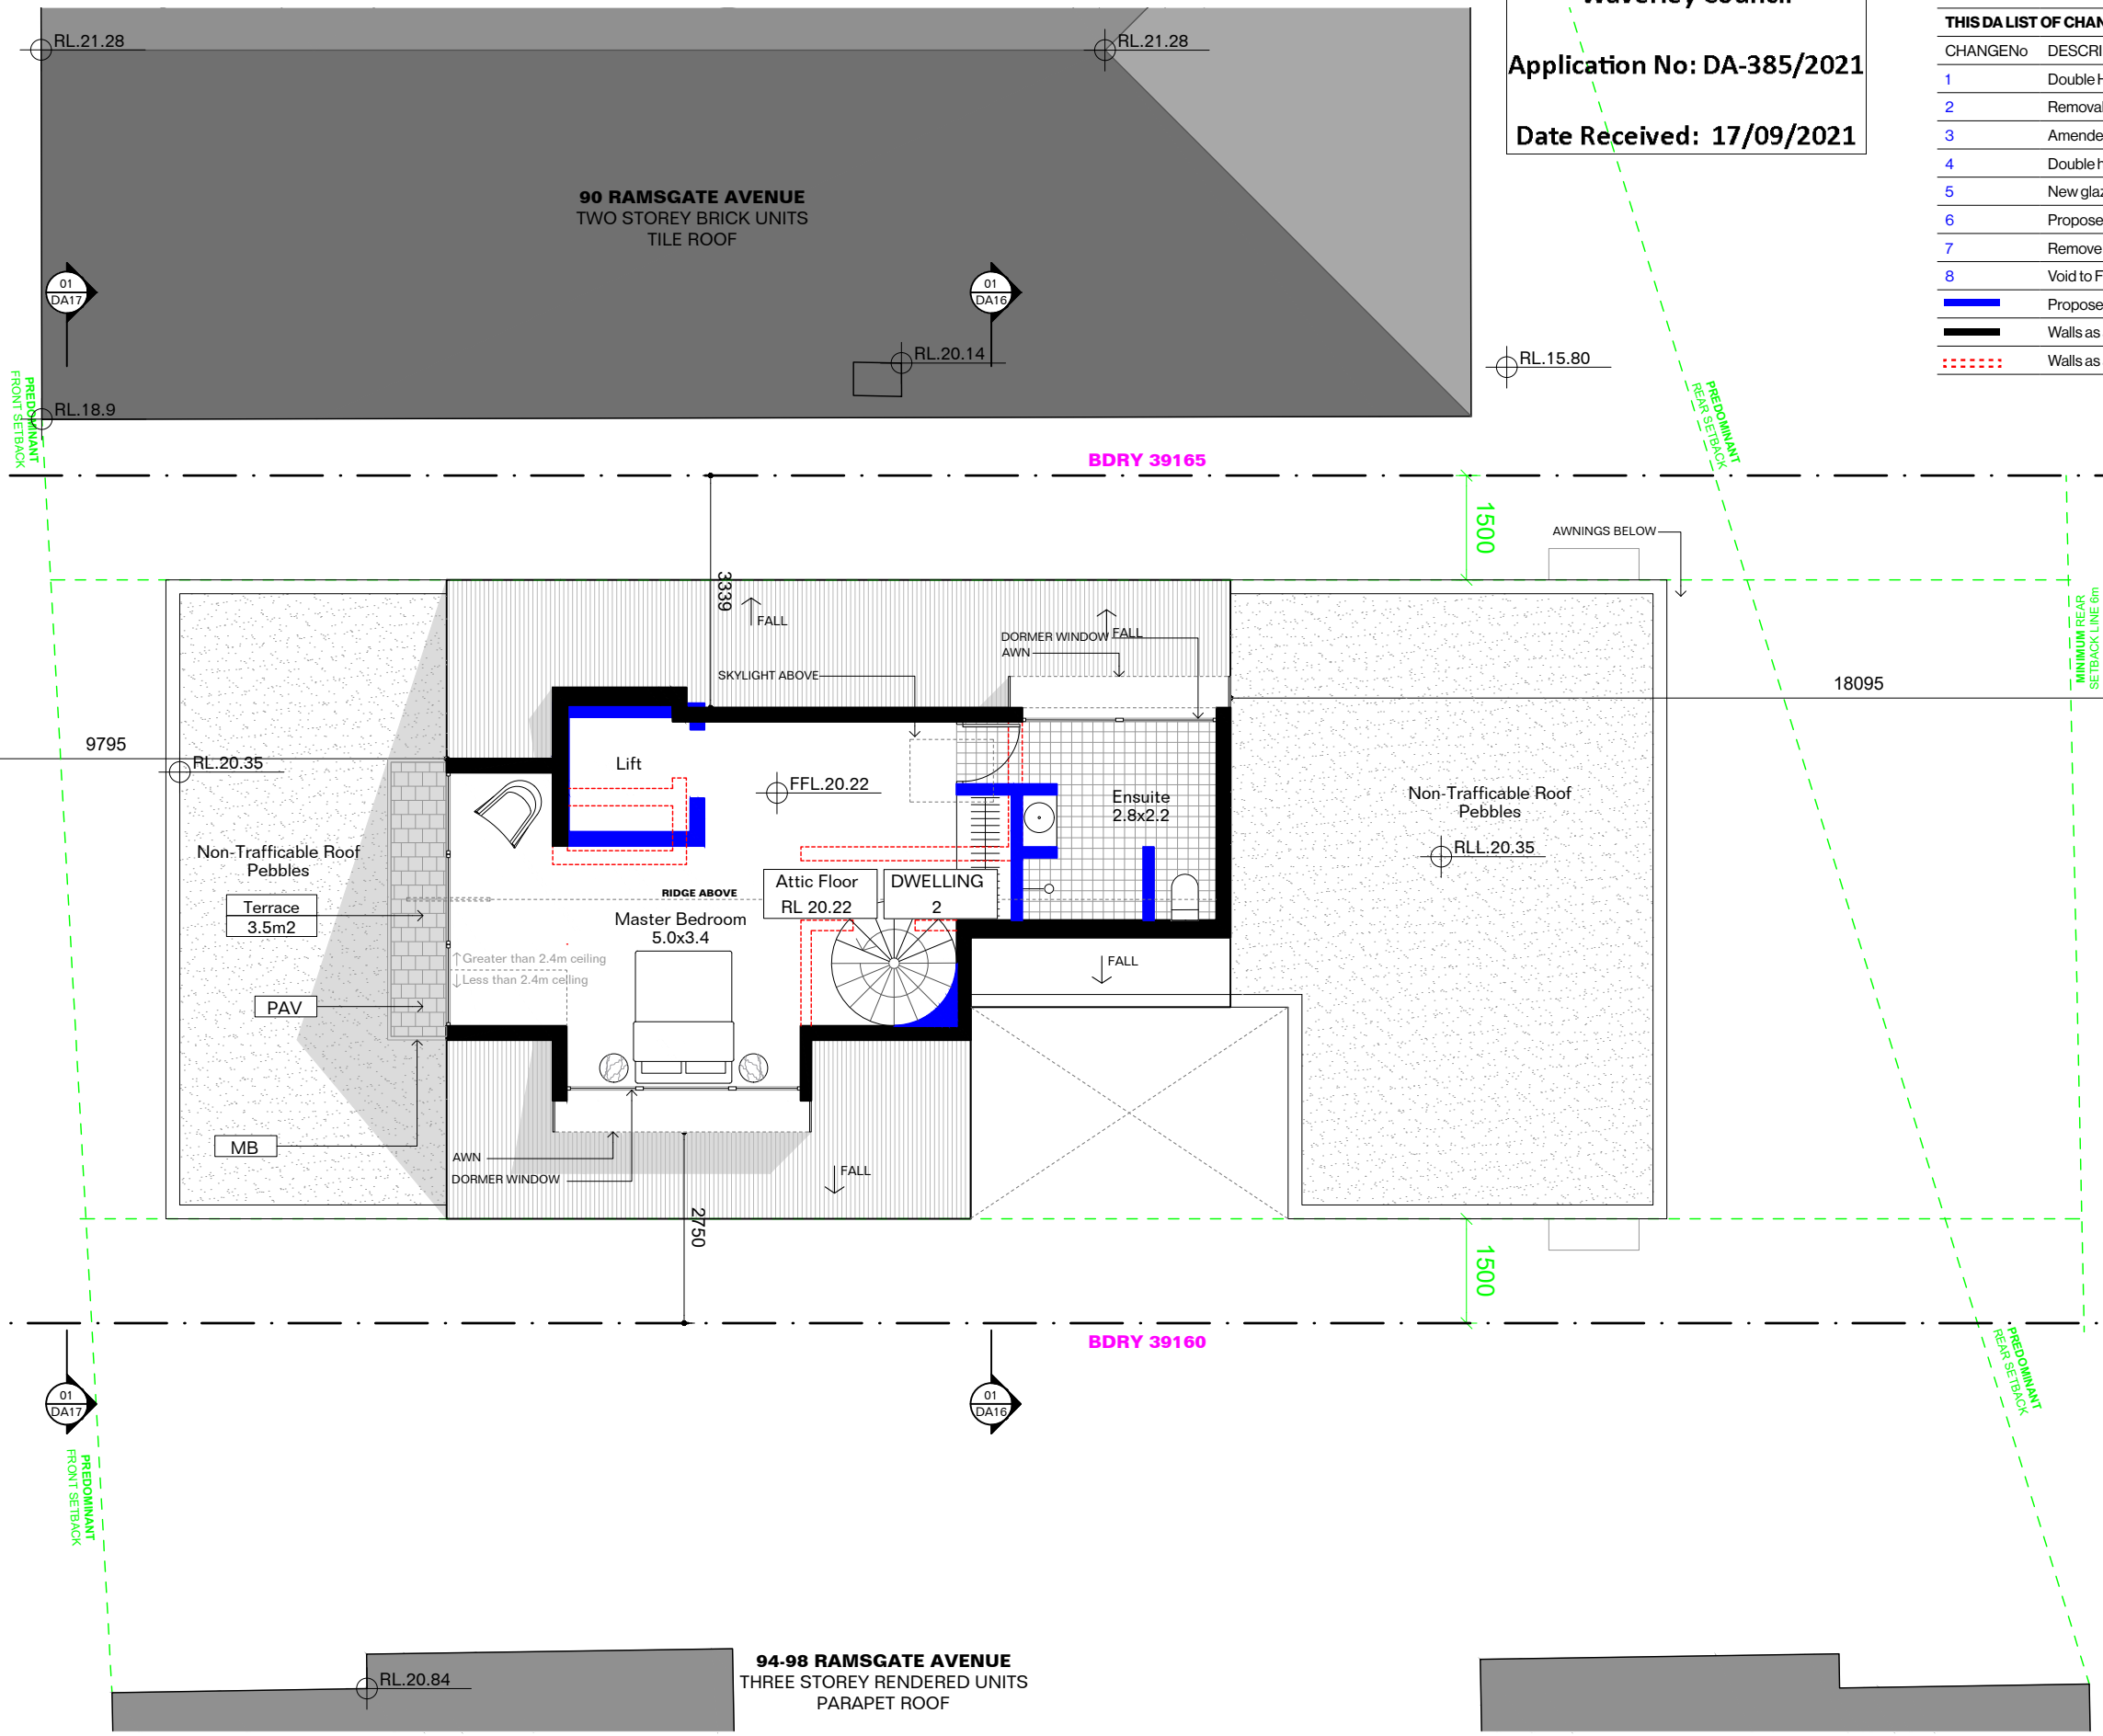 RL.21.28
RL.21.28
Application No: DA-385/2021
Date Received: 17/09/2021
THIS DA LIST OF CHAN
CHANGENo DESCRI
1 Double H
2 Removal
3 Amende
4 Double h
5 New glaz
6 Propose
7 Remove
8 Void to F
Propose
Walls as
Walls as
90 RAMSGATE AVENUE
TWO STOREY BRICK UNITS
TILE ROOF
01
DA17
01
DA16
RL.20.14
RL.15.80
RL.18.9
PREDOMINANT
FRONT SETBACK
PREDOMINANT
REAR SETBACK
BDRY 39165
1500
AWNINGS BELOW
3339
FALL
DORMER WINDOW
FALL
AWN
SKYLIGHT ABOVE
MINIMUM REAR
SETBACK LINE 6m
18095
9795
RL.20.35
Lift
FFL.20.22
Ensuite
2.8x2.2
Non-Trafficable Roof
Pebbles
RLL.20.35
Non-Trafficable Roof
Pebbles
Terrace
3.5m2
RIDGE ABOVE
Attic Floor
RL 20.22
DWELLING
2
Master Bedroom
5.0x3.4
Greater than 2.4m ceiling
Less than 2.4m ceiling
FALL
PAV
MB
AWN
DORMER WINDOW
FALL
2750
1500
BDRY 39160
01
DA17
01
DA16
PREDOMINANT
REAR SETBACK
PREDOMINANT
FRONT SETBACK
RL.20.84
94-98 RAMSGATE AVENUE
THREE STOREY RENDERED UNITS
PARAPET ROOF